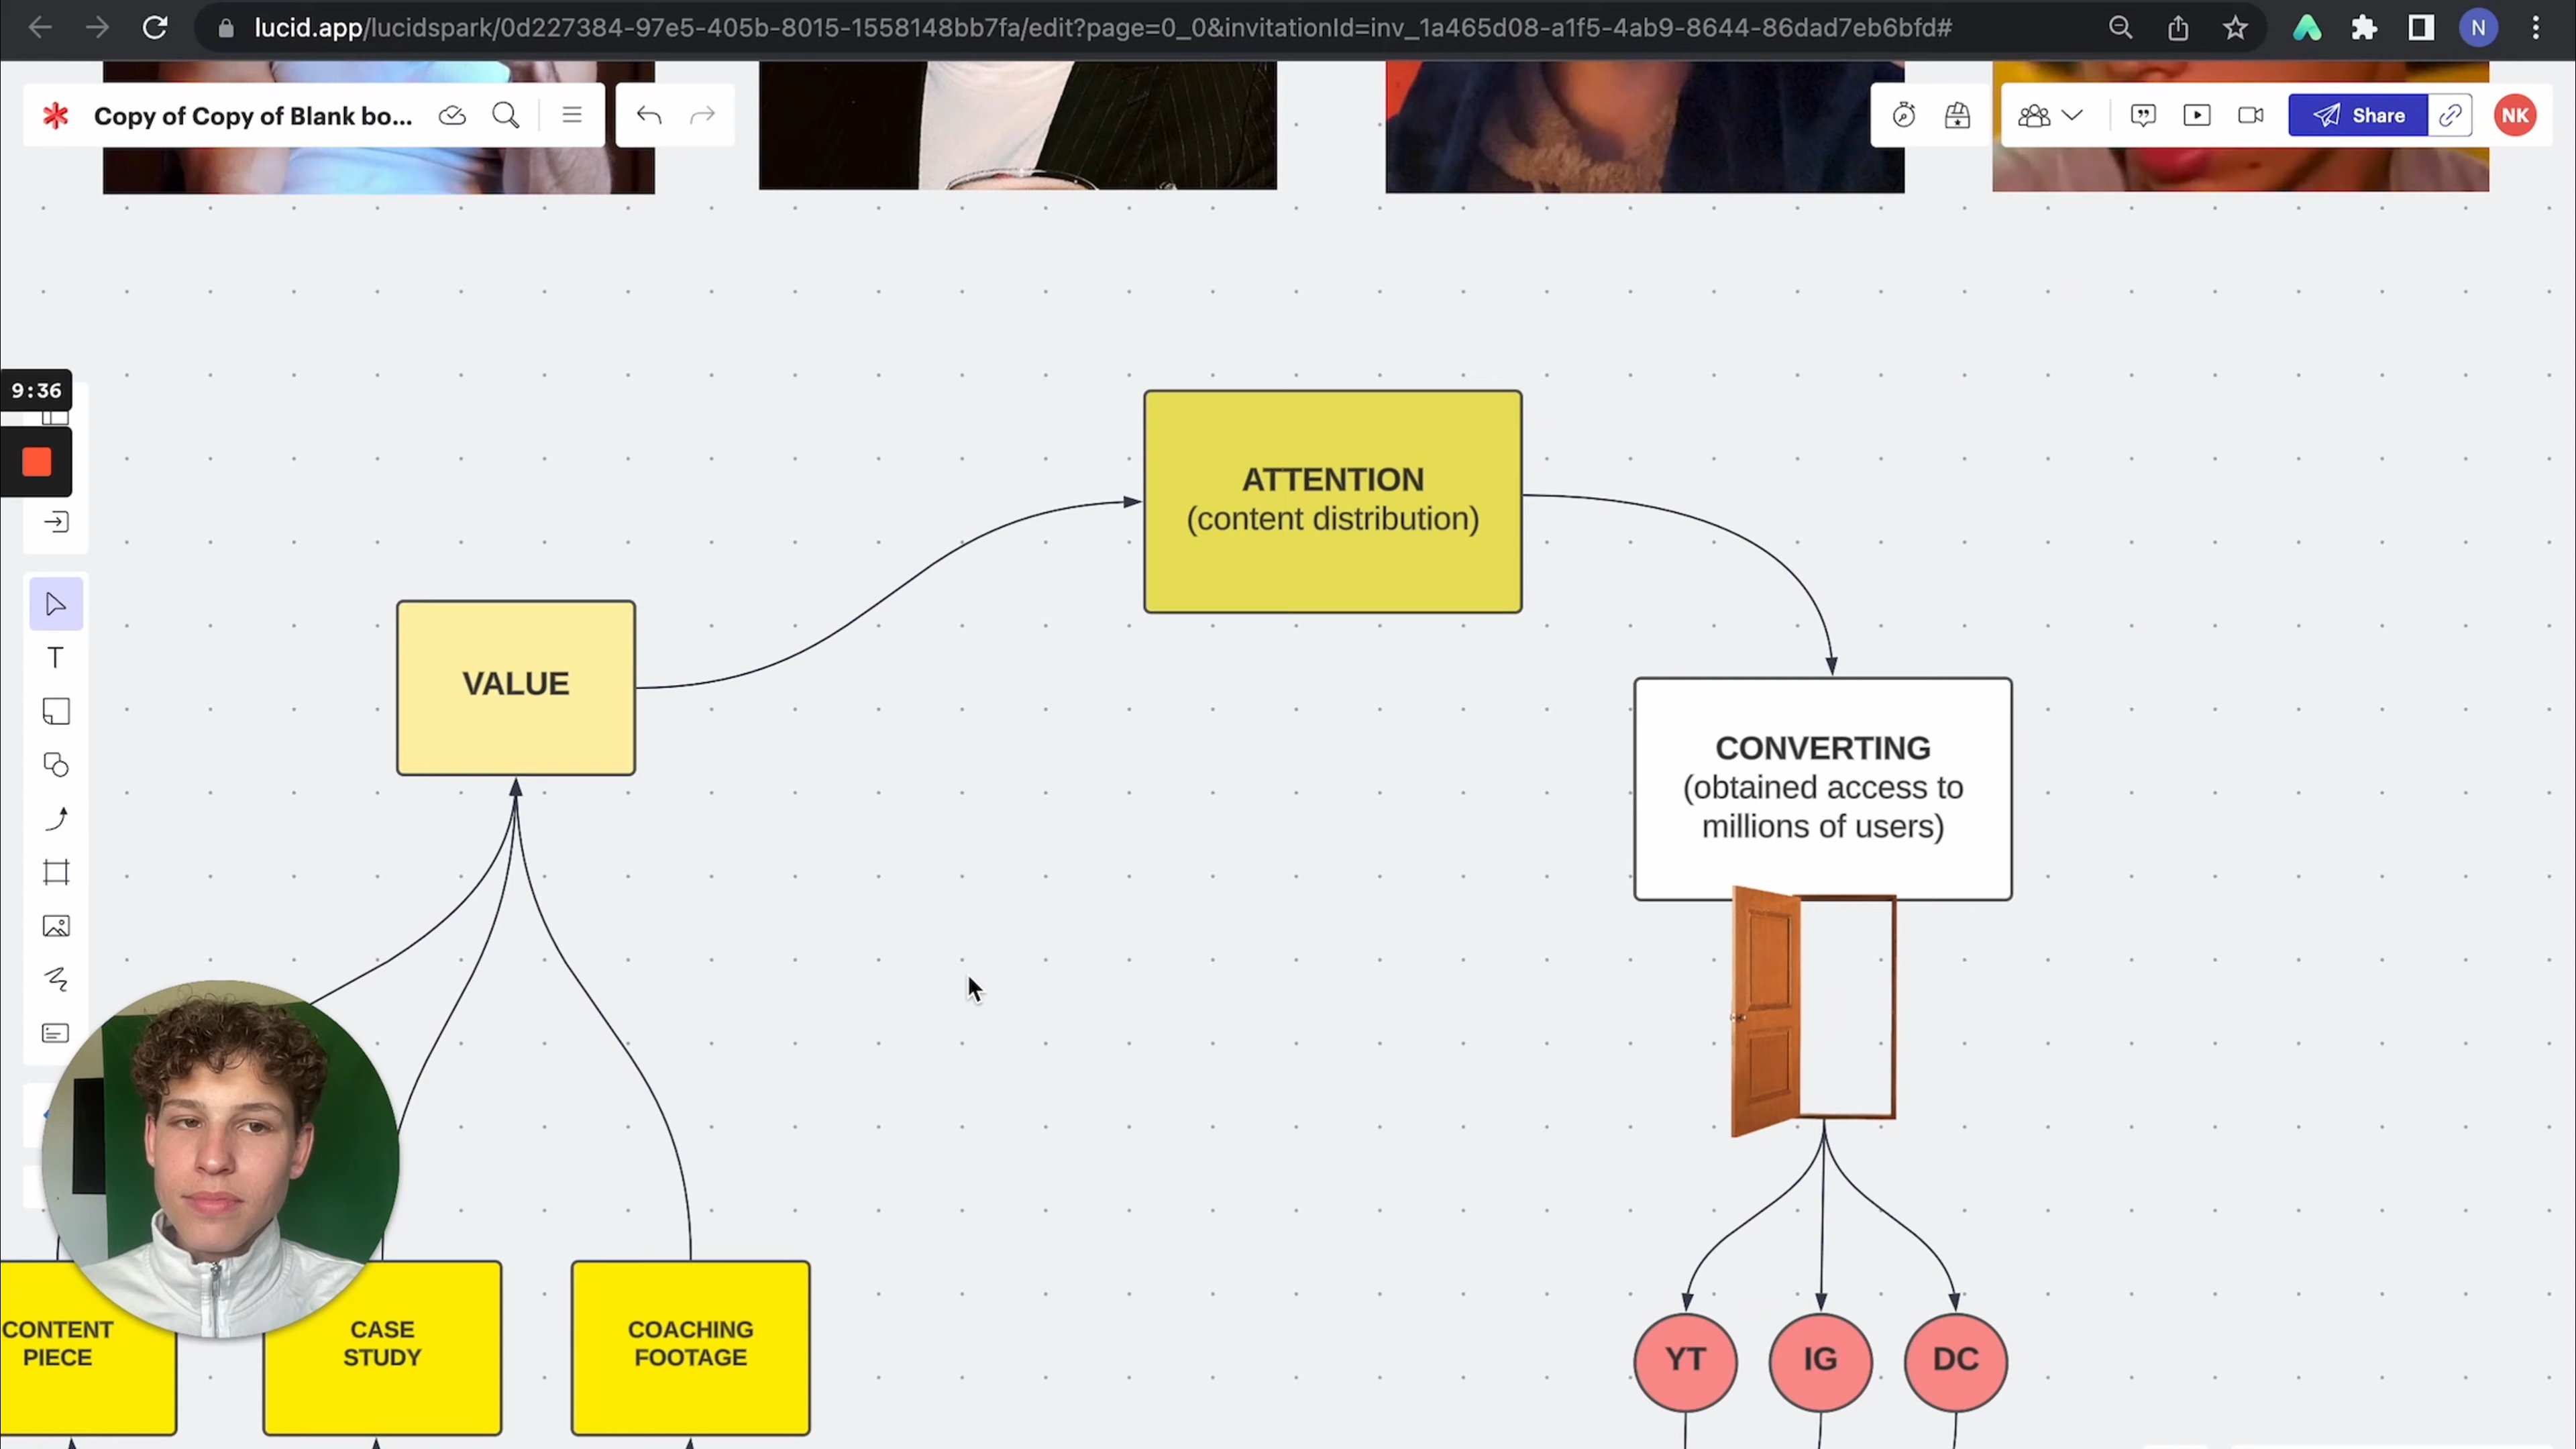 lucid.app/lucidspark/0d227384-97e5-405b-8015-1558148bb7fa/edit?page=0_0&invitationId=inv_1a465d08-a1f5-4ab9-8644-86dad7eb6bfd#
N
Copy of Copy of Blank bo...
Share
NK
9:36
ATTENTION
(content distribution)
VALUE
CONVERTING
(obtained access to
millions of users)
CONTENT
PIECE
CASE
STUDY
COACHING
FOOTAGE
YT
IG
DC